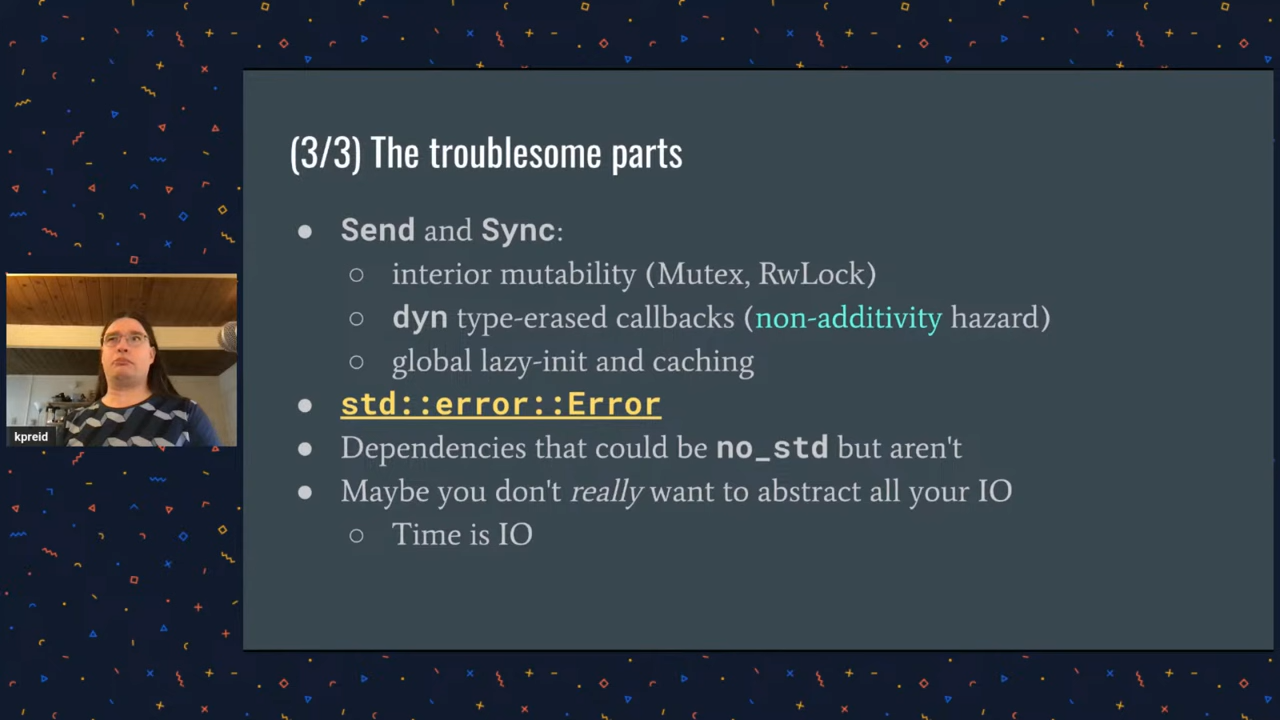 (3/3) The troublesome parts
● Send and Sync:
○ interior mutability (Mutex, RwLock)
○ dyn type-erased callbacks (non-additivity hazard)
○ global lazy-init and caching
● std::error::Error
● Dependencies that could be no_std but aren't
● Maybe you don't really want to abstract all your IO
○ Time is IO
kpreid